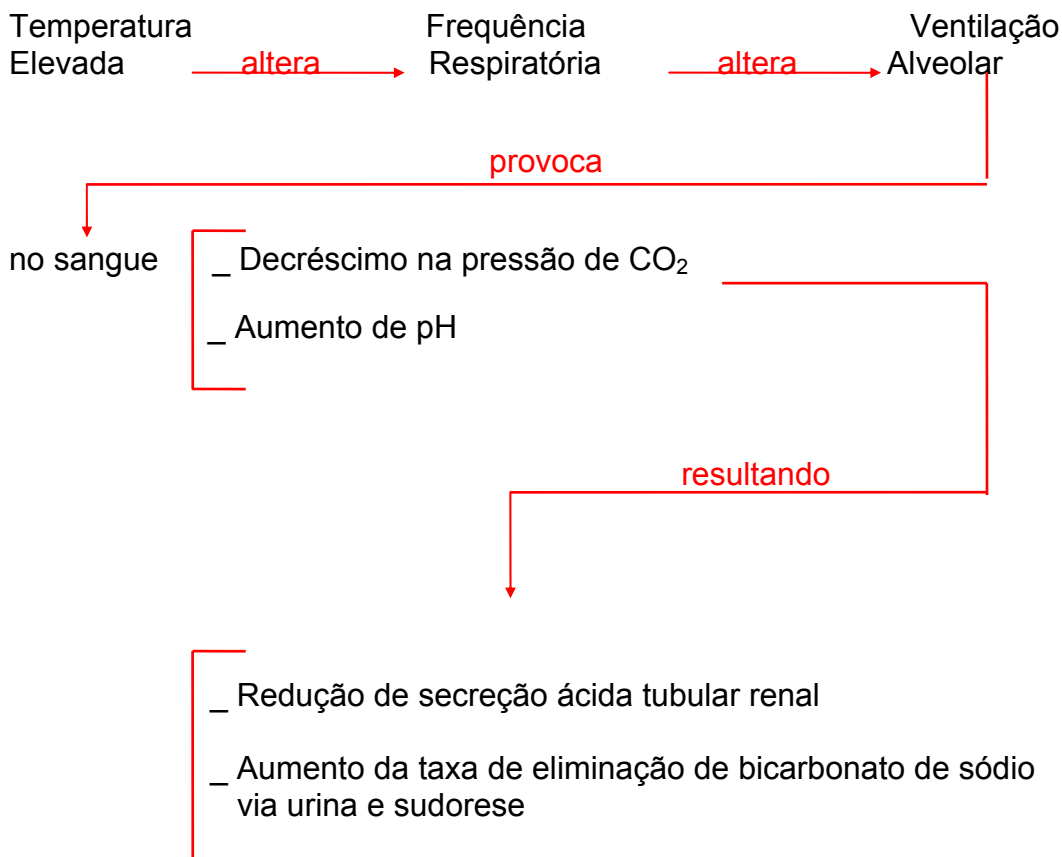 Temperatura Frequência Ventilação
Elevada altera Respiratória altera Alveolar
provoca
no sangue _ Decréscimo na pressão de CO₂
_ Aumento de pH
resultando
_ Redução de secreção ácida tubular renal
_ Aumento da taxa de eliminação de bicarbonato de sódio
via urina e sudorese